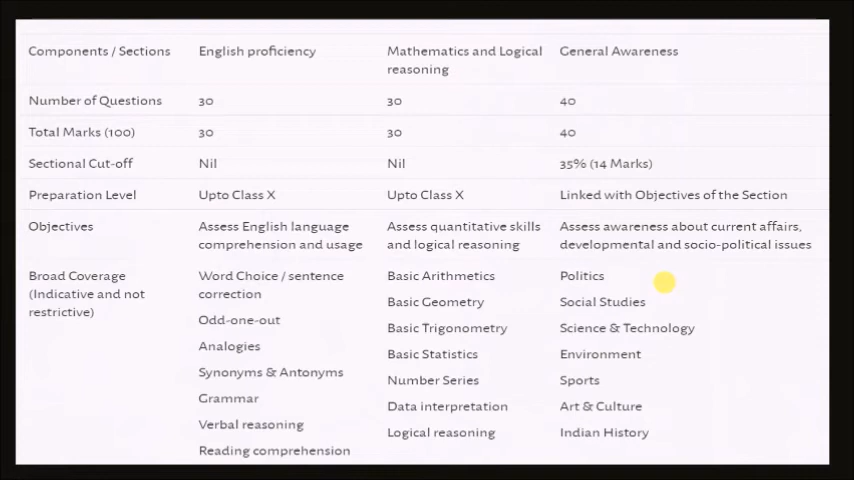 Components / Sections English proficiency Mathematics and Logical reasoning General Awareness
Number of Questions 30 30 40
Total Marks (100) 30 30 40
Sectional Cut-off Nil Nil 35% (14 Marks)
Preparation Level Upto Class X Upto Class X Linked with Objectives of the Section
Objectives Assess English language comprehension and usage Assess quantitative skills and logical reasoning Assess awareness about current affairs, developmental and socio-political issues
Broad Coverage (Indicative and not restrictive)
Word Choice / sentence correction
Odd-one-out
Analogies
Synonyms & Antonyms
Grammar
Verbal reasoning
Reading comprehension
Basic Arithmetics
Basic Geometry
Basic Trigonometry
Basic Statistics
Number Series
Data interpretation
Logical reasoning
Politics
Social Studies
Science & Technology
Environment
Sports
Art & Culture
Indian History